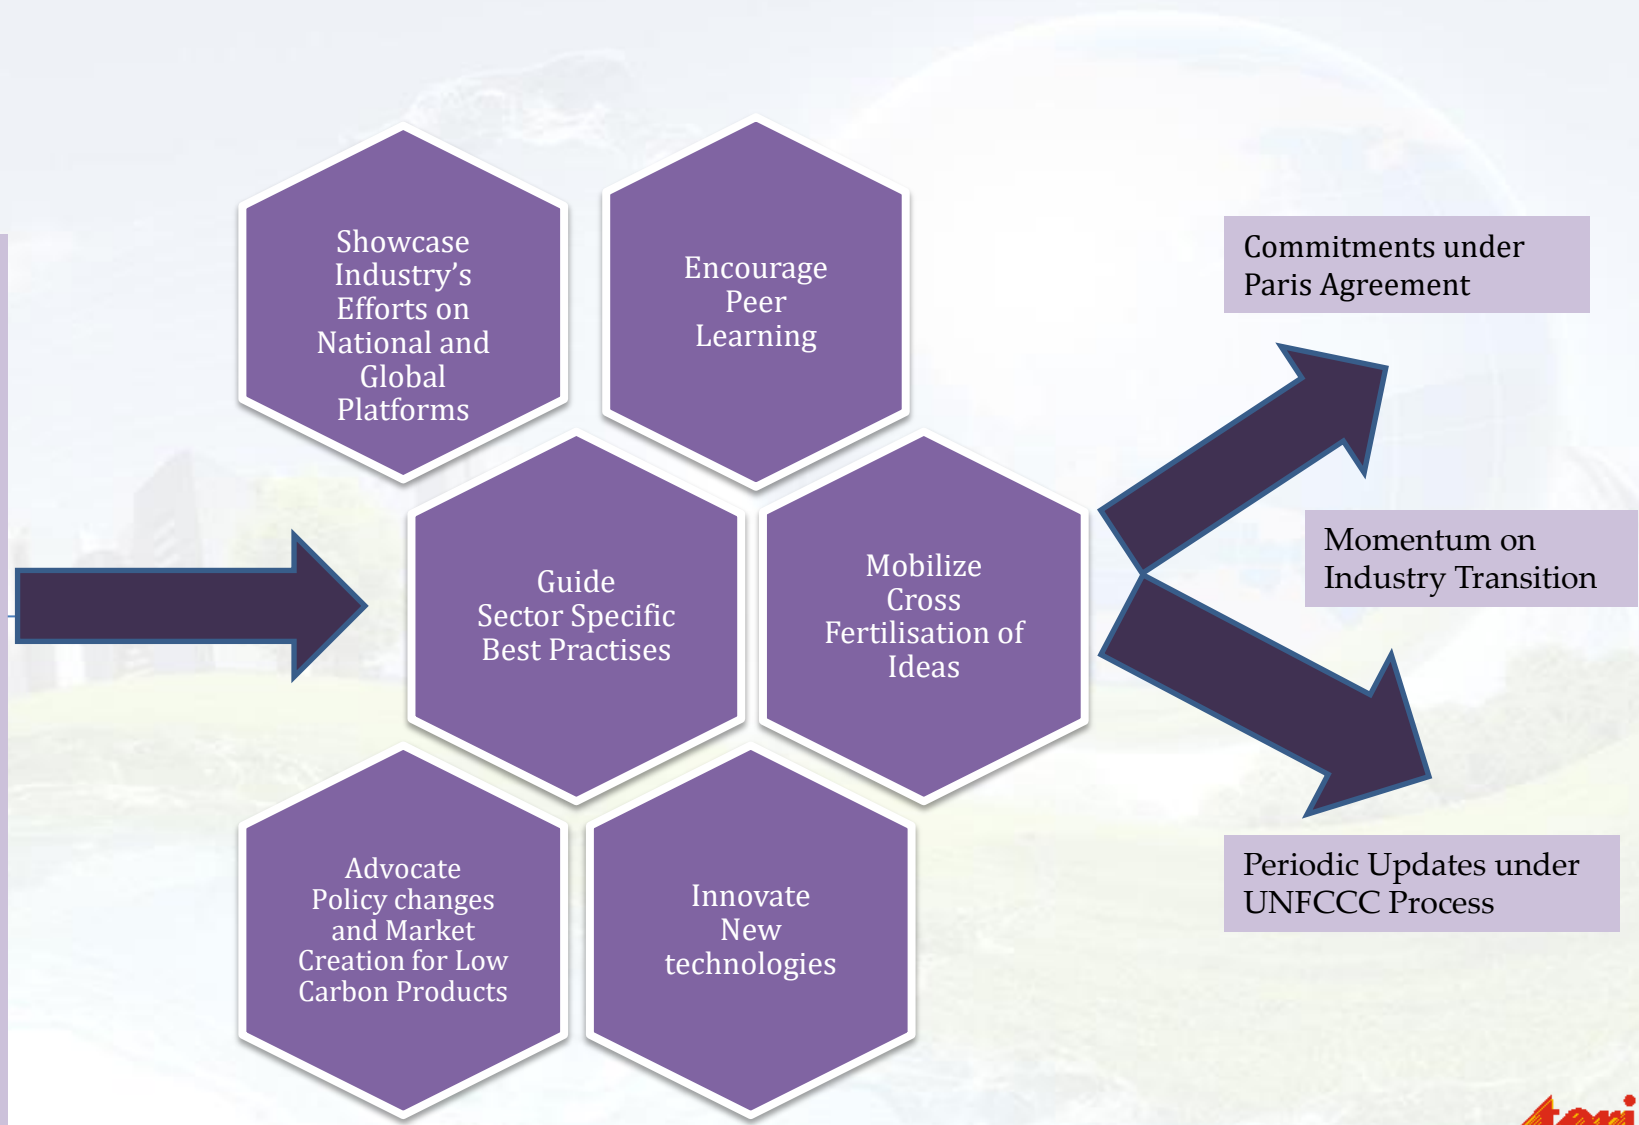 Showcase
Industry’s
Efforts on
National and
Global
Platforms
Encourage
Peer
Learning
Guide
Sector Specific
Best Practises
Mobilize
Cross
Fertilisation of
Ideas
Advocate
Policy changes
and Market
Creation for Low
Carbon Products
Innovate
New
technologies
Commitments under
Paris Agreement
Momentum on
Industry Transition
Periodic Updates under
UNFCCC Process
teri